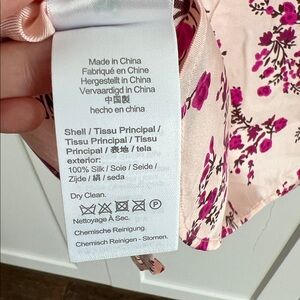 Made in China
Fabriqué en Chine
Hergestellt in China
Vervaardigd in China
中国製
hecho en china
Shell / Tissu Principal /
Tissu Principal / Tissu
Principal / 表地 / tela
exterior:
100% Silk / Soie / Seide /
Zijde / 絹 / seda
Dry Clean.
Nettoyage À Sec.
Chemische Reinigung.
Chemisch Reinigen - Stomen.